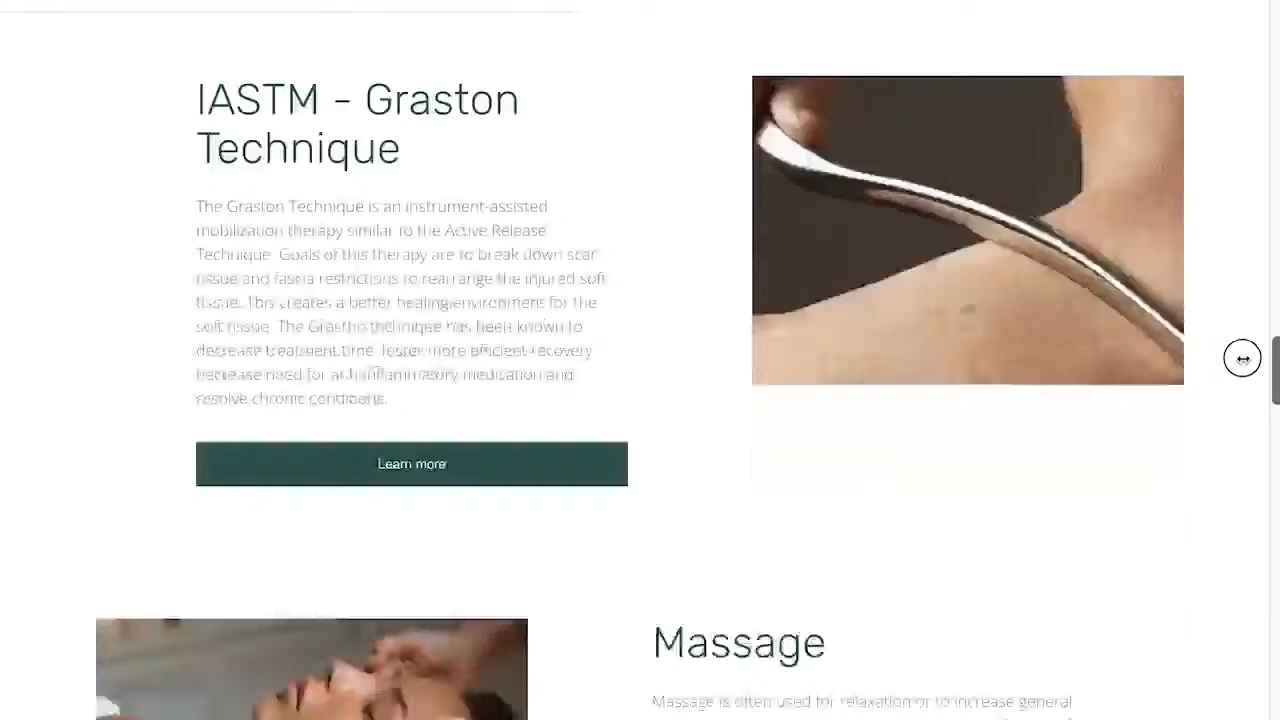 IASTM - Graston
Technique
The Graston Technique is an instrument-assisted
mobilization therapy similar to the Active Release
Technique. Goals of this therapy are to break down scar
tissue and fascia restrictions to rearrange the injured soft
tissue. This creates a better healing environment for the
soft tissue. The Graston technique has been known to
decrease treatment time, foster more efficient recovery
need for anti-inflammatory medication and
resolve chronic conditions.
Learn more
Massage
Massage is often used for relaxation or to increase general